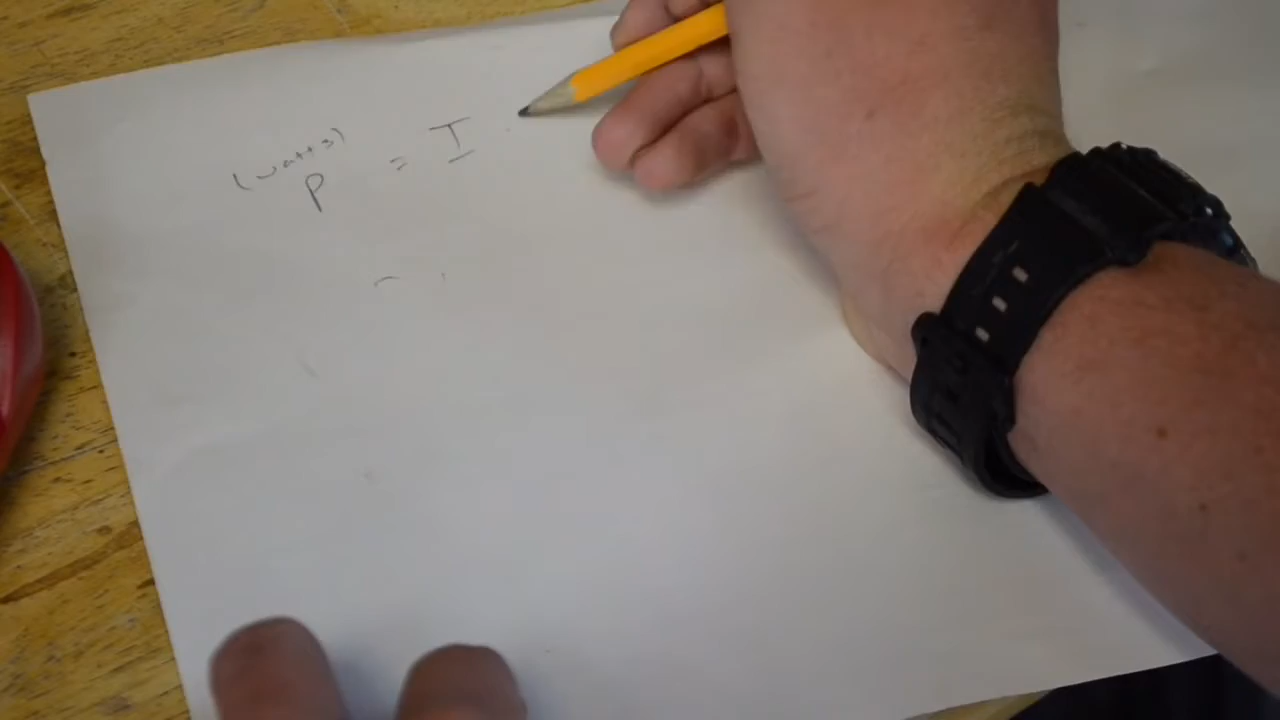 (watts)
P = I